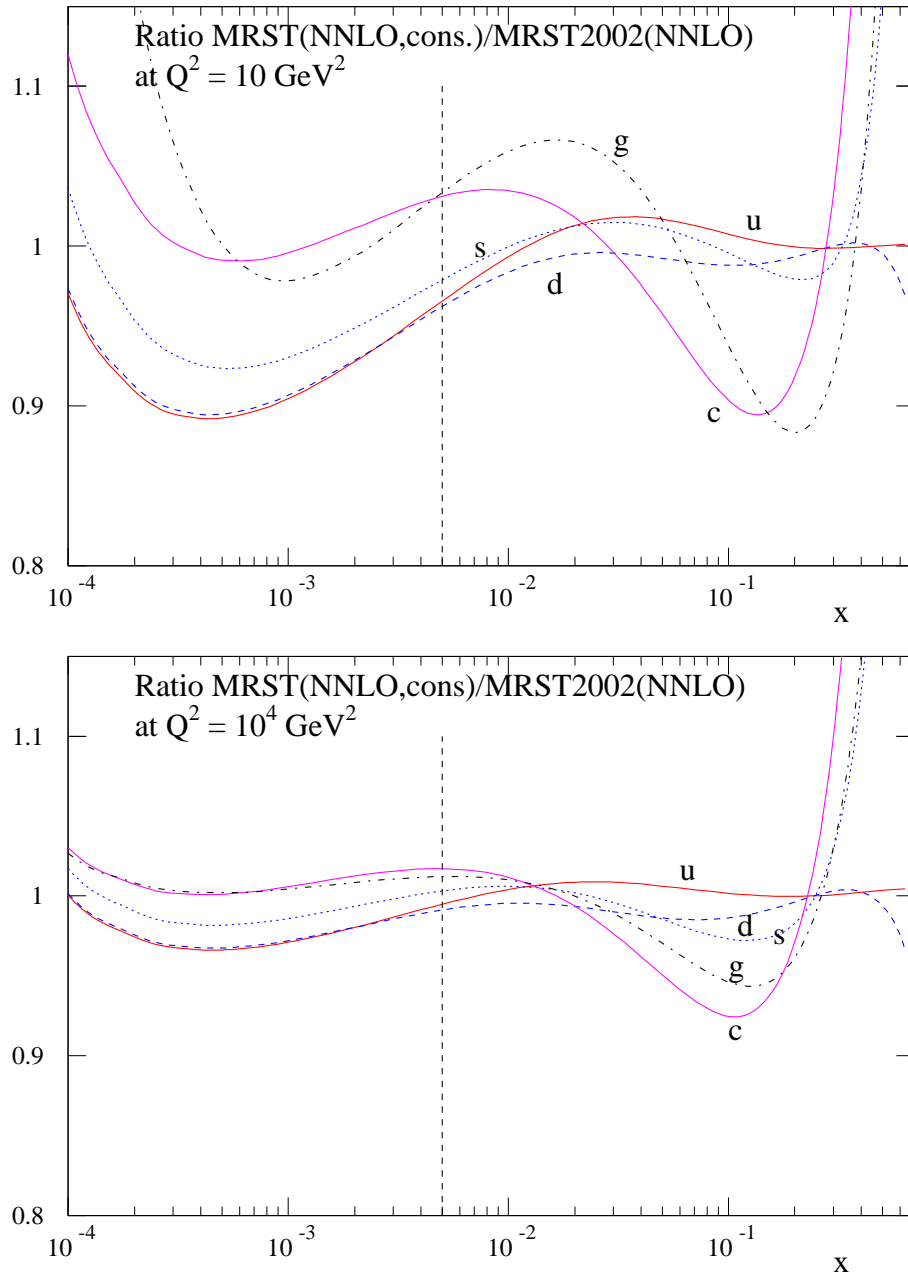 Ratio MRST(NNLO,cons.)/MRST2002(NNLO)
at Q² = 10 GeV²
1.1
g
u
1
s
d
0.9
c
0.8
10⁻⁴ 10⁻³ 10⁻² 10⁻¹
x
Ratio MRST(NNLO,cons)/MRST2002(NNLO)
at Q² = 10⁴ GeV²
1.1
u
1
d
s
g
c
0.9
0.8
10⁻⁴ 10⁻³ 10⁻² 10⁻¹
x